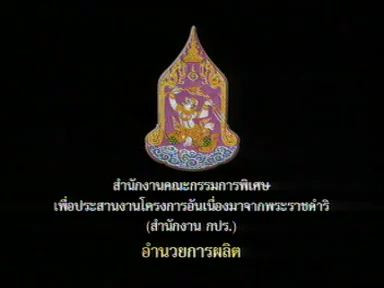 สำนักงานคณะกรรมการพิเศษ
เพื่อประสานงานโครงการอันเนื่องมาจากพระราชดำริ
(สำนักงาน กปร.)
อำนวยการผลิต